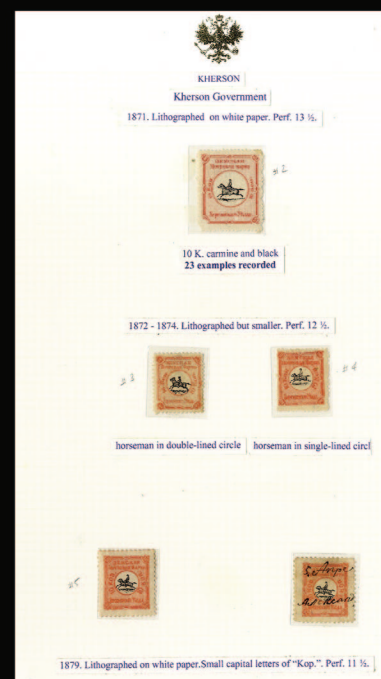 KHERSON
Kherson Government
1871. Lithographed on white paper. Perf. 13 ½.
#2
10 K. carmine and black
23 examples recorded
1872 - 1874. Lithographed but smaller. Perf. 12 ½.
#3
#4
horseman in double-lined circle
horseman in single-lined circl
#5
1879. Lithographed on white paper.Small capital letters of “Kop.”. Perf. 11 ½.